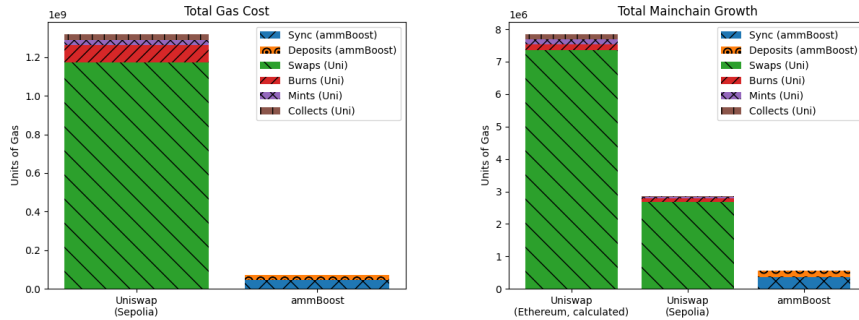 Total Gas Cost
1e9
Units of Gas
1.2
1.0
0.8
0.6
0.4
0.2
0.0
Sync (ammBoost)
Deposits (ammBoost)
Swaps (Uni)
Burns (Uni)
Mints (Uni)
Collects (Uni)
Uniswap
(Sepolia)
ammBoost
Total Mainchain Growth
1e6
Units of Gas
8
7
6
5
4
3
2
1
0
Sync (ammBoost)
Deposits (ammBoost)
Swaps (Uni)
Burns (Uni)
Mints (Uni)
Collects (Uni)
Uniswap
(Ethereum, calculated)
Uniswap
(Sepolia)
ammBoost